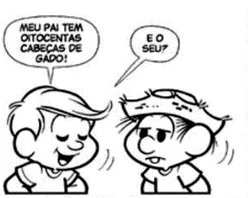 MEU PAI TEM
OITOCENTAS
CABEÇAS DE
GADO!
E O
SEU?